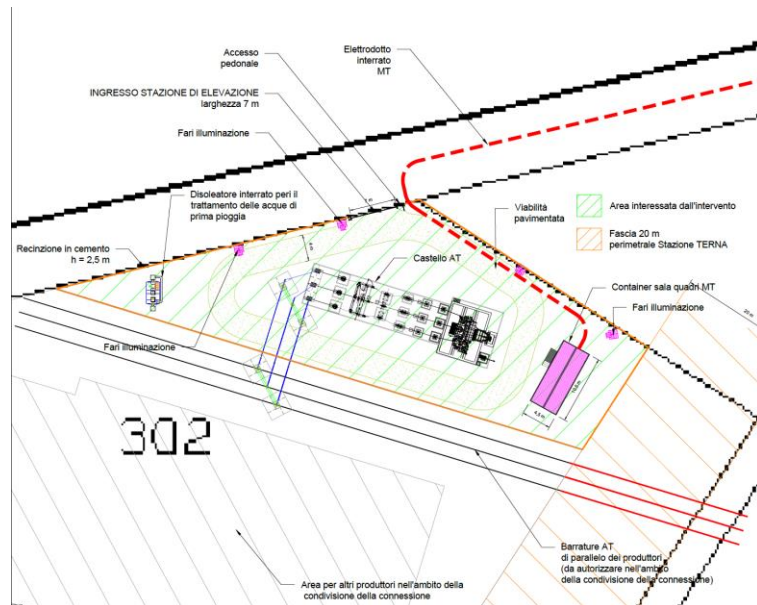 Accesso
pedonale
Elettrodotto
interrato
MT
INGRESSO STAZIONE DI ELEVAZIONE
larghezza 7 m
Fari illuminazione
Disoleatore interrato peri il
trattamento delle acque di
prima pioggia
Viabilità
pavimentata
Area interessata dall'intervento
Fascia 20 m
perimetrale Stazione TERNA
Recinzione in cemento
h = 2,5 m
Castello AT
Container sala quadri MT
Fari illuminazione
20 m
Fari illuminazione
4,5 m
302
Barrature AT
di parallelo dei produttori
(da autorizzare nell'ambito
della condivisione della connessione)
Area per altri produttori nell'ambito della
condivisione della connessione